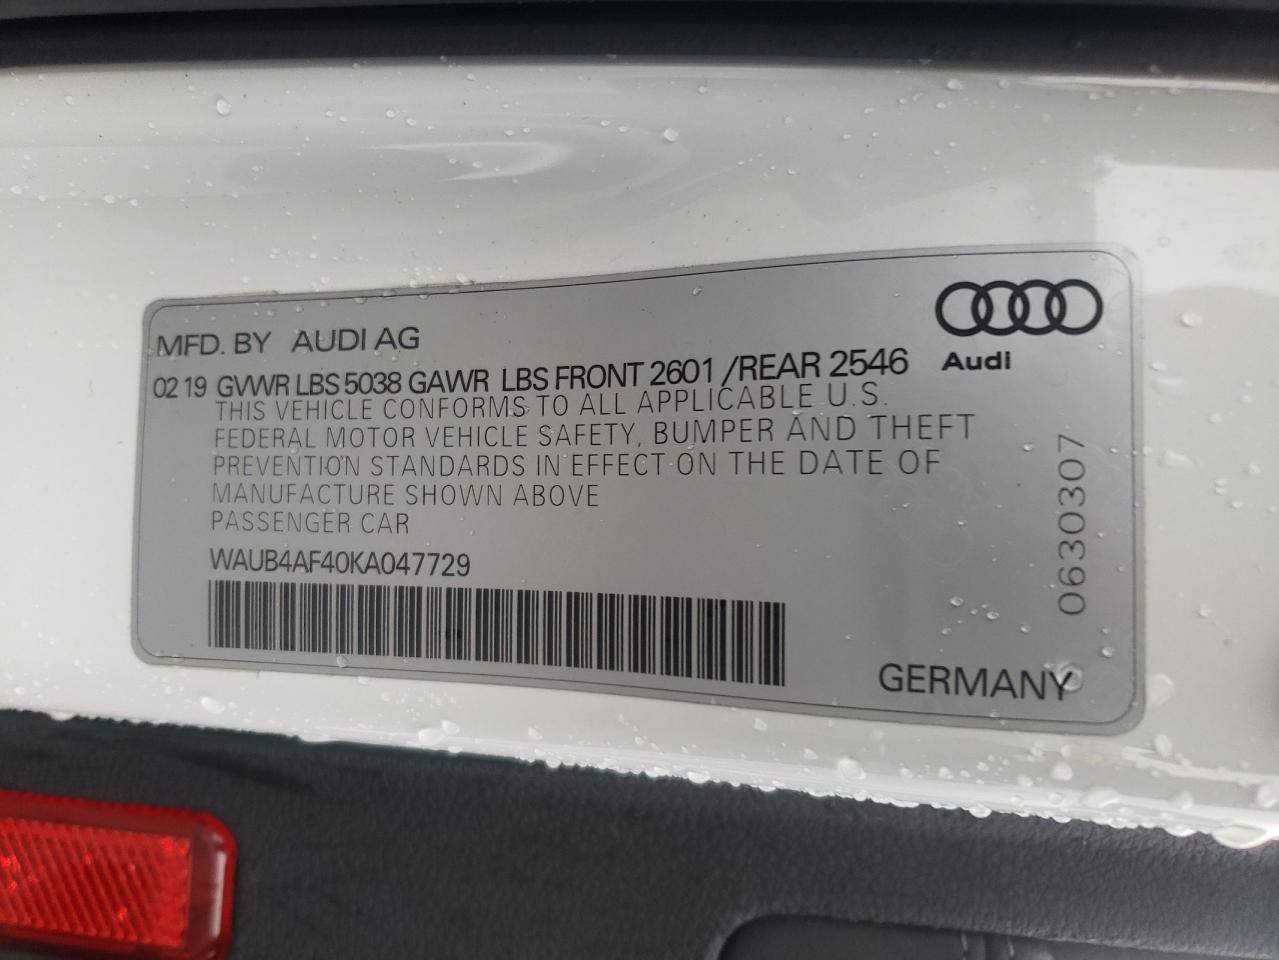 MFD. BY AUDI AG
Audi
02 19 GVWR LBS 5038 GAWR LBS FRONT 2601 /REAR 2546
THIS VEHICLE CONFORMS TO ALL APPLICABLE U.S.
FEDERAL MOTOR VEHICLE SAFETY, BUMPER AND THEFT
PREVENTION STANDARDS IN EFFECT ON THE DATE OF
MANUFACTURE SHOWN ABOVE
PASSENGER CAR
WAUB4AF40KA047729
0630307
GERMANY